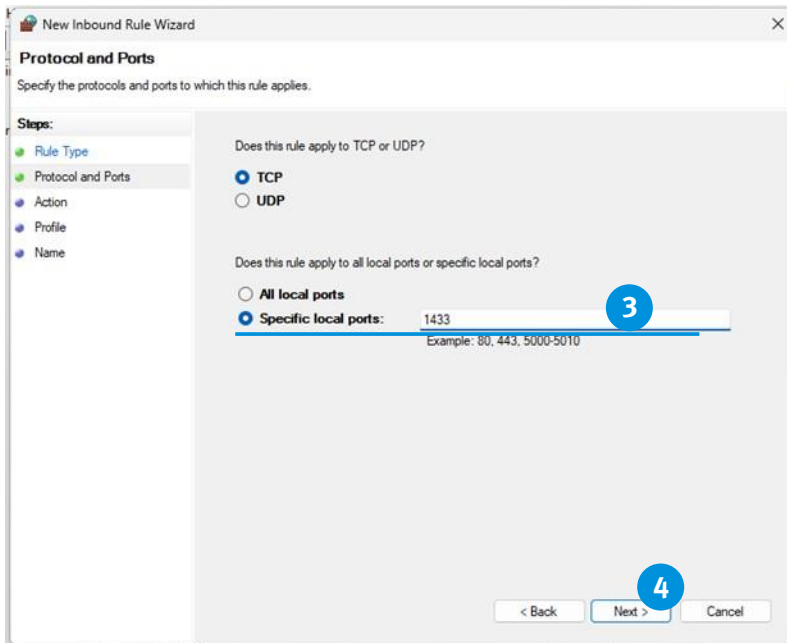 New Inbound Rule Wizard
Protocol and Ports
Specify the protocols and ports to which this rule applies.
Steps:
Rule Type
Protocol and Ports
Action
Profile
Name
Does this rule apply to TCP or UDP?
TCP
UDP
Does this rule apply to all local ports or specific local ports?
All local ports
Specific local ports: 1433
3
Example: 80, 443, 5000-5010
4
< Back Next > Cancel